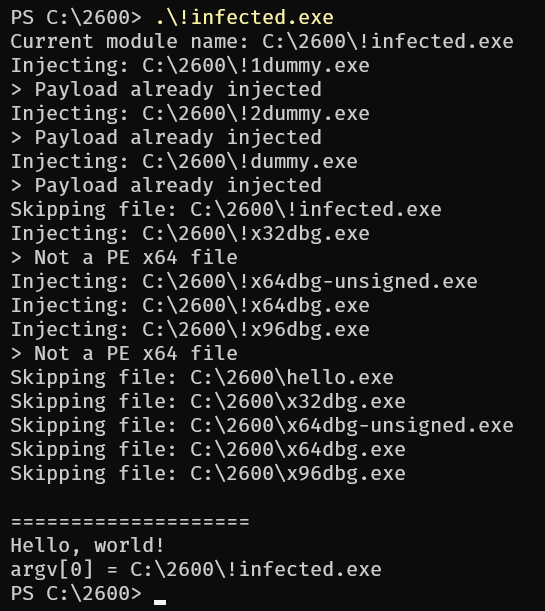 PS C:\2600> .\!infected.exe
Current module name: C:\2600\!infected.exe
Injecting: C:\2600\!1dummy.exe
> Payload already injected
Injecting: C:\2600\!2dummy.exe
> Payload already injected
Injecting: C:\2600\!dummy.exe
> Payload already injected
Skipping file: C:\2600\!infected.exe
Injecting: C:\2600\!x32dbg.exe
> Not a PE x64 file
Injecting: C:\2600\!x64dbg-unsigned.exe
Injecting: C:\2600\!x64dbg.exe
Injecting: C:\2600\!x96dbg.exe
> Not a PE x64 file
Skipping file: C:\2600\hello.exe
Skipping file: C:\2600\x32dbg.exe
Skipping file: C:\2600\x64dbg-unsigned.exe
Skipping file: C:\2600\x64dbg.exe
Skipping file: C:\2600\x96dbg.exe

====================
Hello, world!
argv[0] = C:\2600\!infected.exe
PS C:\2600>